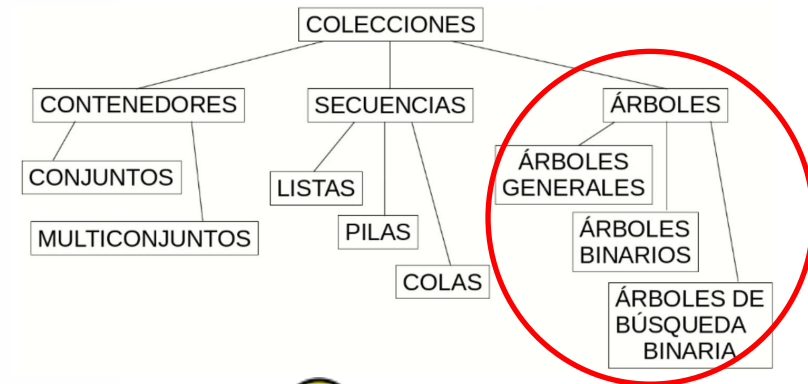 COLECCIONES
CONTENEDORES
SECUENCIAS
ÁRBOLES
CONJUNTOS
MULTICONJUNTOS
LISTAS
PILAS
COLAS
ÁRBOLES
GENERALES
ÁRBOLES
BINARIOS
ÁRBOLES DE
BÚSQUEDA
BINARIA